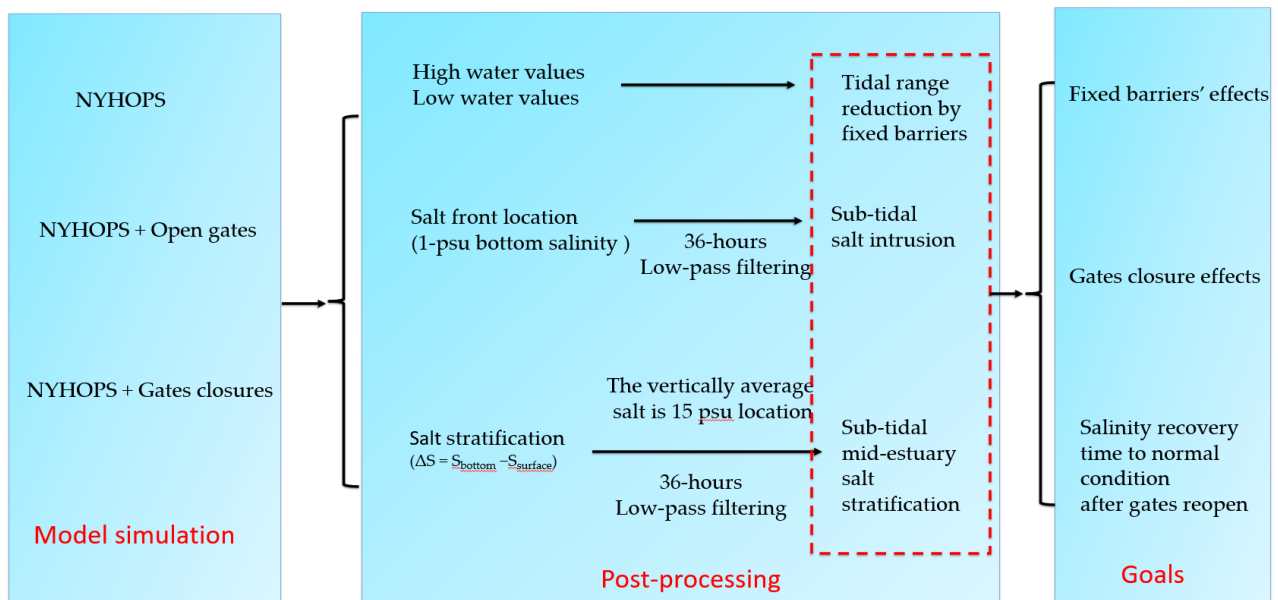 NYHOPS
NYHOPS + Open gates
NYHOPS + Gates closures
Model simulation
High water values
Low water values
Tidal range
reduction by
fixed barriers
Salt front location
(1-psu bottom salinity )
36-hours
Low-pass filtering
Sub-tidal
salt intrusion
The vertically average
salt is 15 psu location
Salt stratification
(ΔS = Sbottom –Ssurface)
36-hours
Low-pass filtering
Sub-tidal
mid-estuary
salt
stratification
Post-processing
Fixed barriers’ effects
Gates closure effects
Salinity recovery
time to normal
condition
after gates reopen
Goals